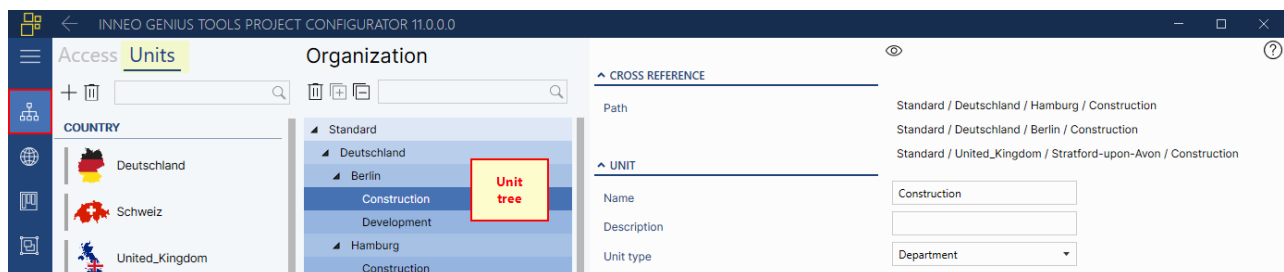 INNEO GENIUS TOOLS PROJECT CONFIGURATOR 11.0.0.0
Access Units
COUNTRY
Deutschland
Schweiz
United_Kingdom
Organization
Standard
Deutschland
Berlin
Construction
Development
Hamburg
Construction
Unit
tree
CROSS REFERENCE
Path
Standard / Deutschland / Hamburg / Construction
Standard / Deutschland / Berlin / Construction
Standard / United_Kingdom / Stratford-upon-Avon / Construction
UNIT
Name
Construction
Description
Unit type
Department